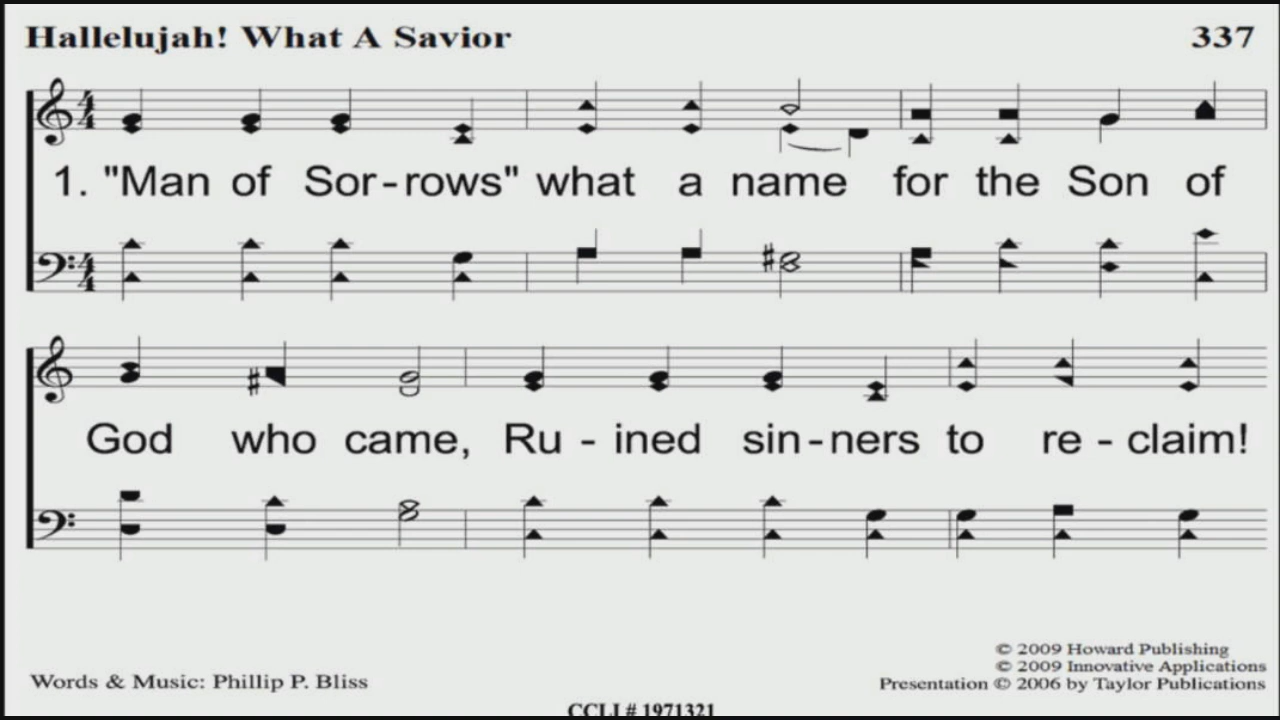 Hallelujah! What A Savior 337
1. "Man of Sor-rows" what a name for the Son of
God who came, Ru - ined sin-ners to re - claim!
© 2009 Howard Publishing
© 2009 Innovative Applications
Words & Music: Phillip P. Bliss Presentation © 2006 by Taylor Publications
CCLI # 1971321